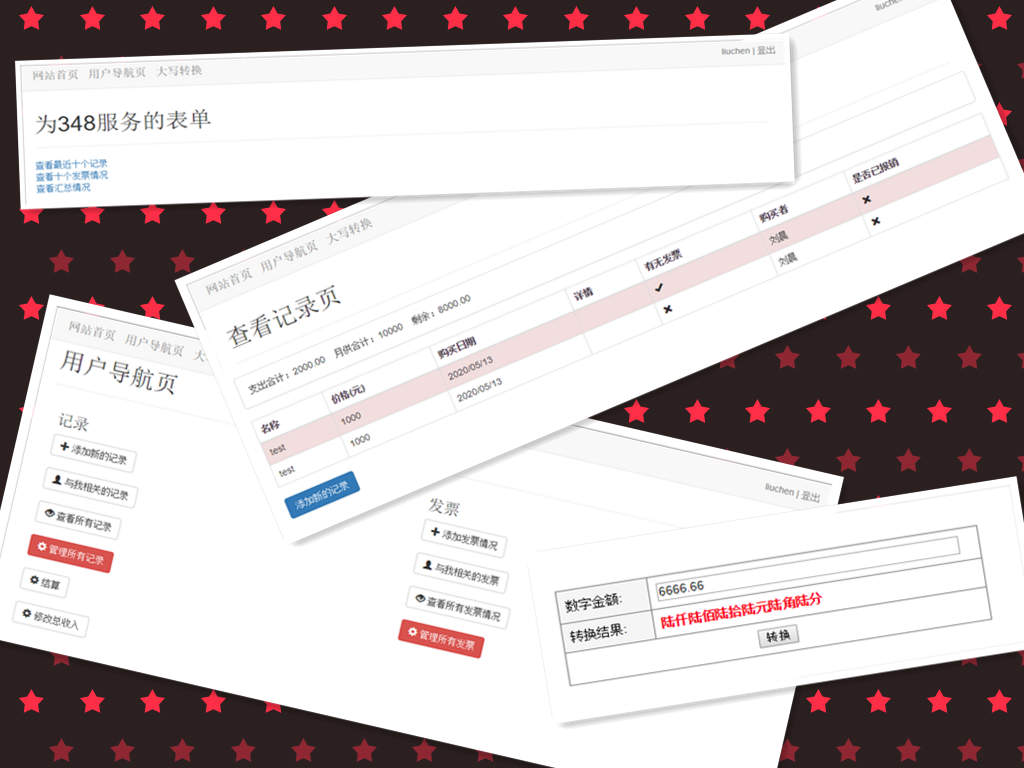 网站首页 用户导航页 大写转换
liuchen | 登出
为348服务的表单
查看最近十个记录
查看十个发票情况
查看汇总情况
网站首页 用户导航页 大写转换
liuchen
查看记录页
支出合计：2000.00 月供合计：10000 剩余：8000.00
名称 价格(元) 购买日期 详情 有无发票 购买者 是否已报销
test 1000 2020/05/13 ✔ 刘晨 ✖
test 1000 2020/05/13 ✖ 刘晨 ✖
添加新的记录
网站首页 用户导航页 大
liuchen | 登出
用户导航页
记录
添加新的记录
与我相关的记录
查看所有记录
管理所有记录
结算
修改总收入
发票
添加发票情况
与我相关的发票
查看所有发票情况
管理所有发票
数字金额: 6666.66
转换结果: 陆仟陆佰陆拾陆元陆角陆分
转换